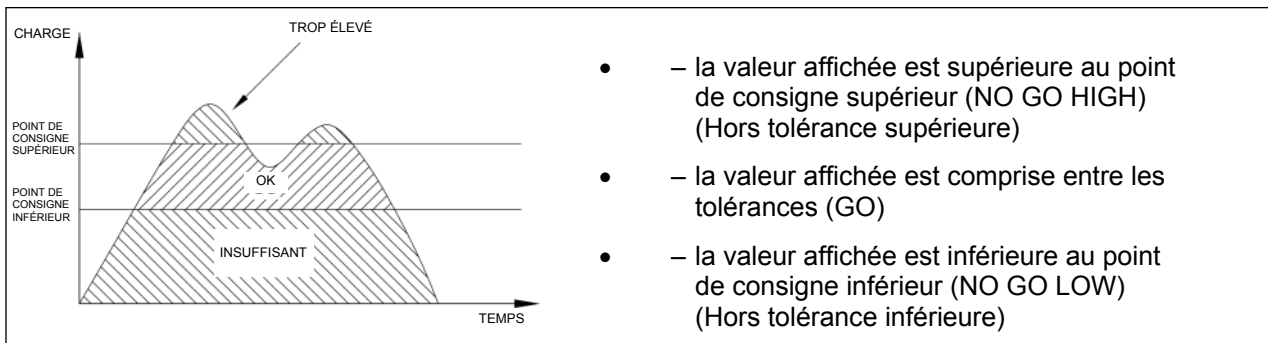 CHARGE
TROP ÉLEVÉ
POINT DE
CONSIGNE
SUPÉRIEUR
OK
POINT DE
CONSIGNE
INFÉRIEUR
INSUFFISANT
TEMPS
• – la valeur affichée est supérieure au point
de consigne supérieur (NO GO HIGH)
(Hors tolérance supérieure)
• – la valeur affichée est comprise entre les
tolérances (GO)
• – la valeur affichée est inférieure au point
de consigne inférieur (NO GO LOW)
(Hors tolérance inférieure)